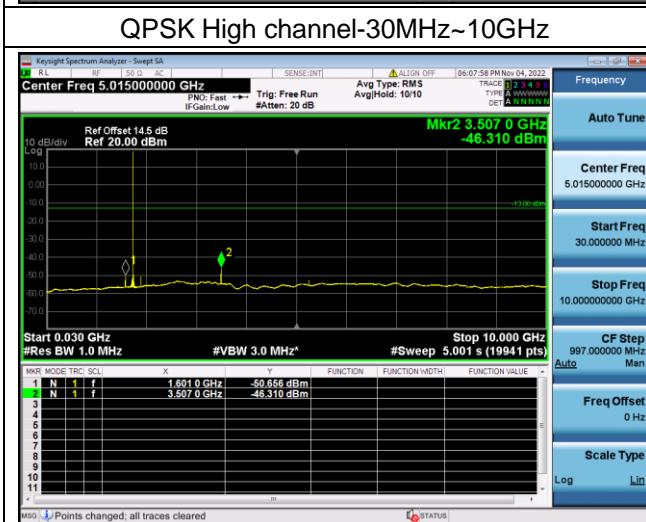 QPSK High channel-30MHz~10GHz
Keysight Spectrum Analyzer - Swept SA
RL RF 50 Ω AC SENSE:INT ALIGN OFF 06:07:58 PM Nov 04, 2022
Center Freq 5.015000000 GHz
PNO: Fast
IFGain:Low
Trig: Free Run
#Atten: 20 dB
Avg Type: RMS
Avg|Hold: 10/10
TRACE 1 2 3 4 5 6
TYPE A WWWWW
DET A NNNNN
Frequency
Ref Offset 14.5 dB
Ref 20.00 dBm
Mkr2 3.507 0 GHz
-46.310 dBm
10 dB/div
Log
10.0
0.00
-10.0
-20.0
-30.0
-40.0
-50.0
-60.0
-70.0
-13.00 dBm
1
2
Start 0.030 GHz
#Res BW 1.0 MHz
#VBW 3.0 MHz*
Stop 10.000 GHz
#Sweep 5.001 s (19941 pts)
MKR MODE TRC SCL X Y FUNCTION FUNCTION WIDTH FUNCTION VALUE
1 N 1 f 1.601 0 GHz -50.656 dBm
2 N 1 f 3.507 0 GHz -46.310 dBm
3
4
5
6
7
8
9
10
11
Auto Tune
Center Freq
5.015000000 GHz
Start Freq
30.000000 MHz
Stop Freq
10.000000000 GHz
CF Step
997.000000 MHz
Auto Man
Freq Offset
0 Hz
Scale Type
Log Lin
MSG Points changed; all traces cleared STATUS